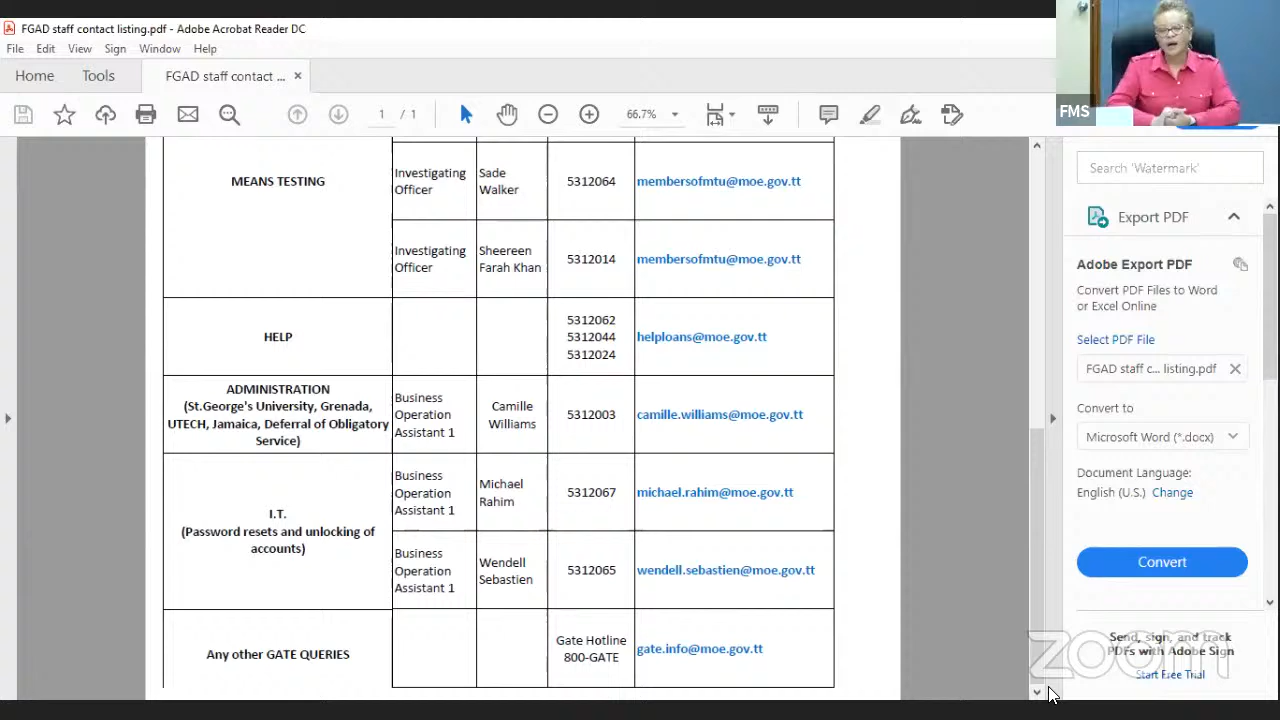 FGAD staff contact listing.pdf - Adobe Acrobat Reader DC
File Edit View Sign Window Help
Home Tools FGAD staff contact ... ×
1 / 1 66.7%
FMS
MEANS TESTING
Investigating
Officer
Sade
Walker
5312064
membersofmtu@moe.gov.tt
Investigating
Officer
Sheereen
Farah Khan
5312014
membersofmtu@moe.gov.tt
HELP
5312062
5312044
5312024
helploans@moe.gov.tt
ADMINISTRATION
(St.George's University, Grenada,
UTECH, Jamaica, Deferral of Obligatory
Service)
Business
Operation
Assistant 1
Camille
Williams
5312003
camille.williams@moe.gov.tt
I.T.
(Password resets and unlocking of
accounts)
Business
Operation
Assistant 1
Michael
Rahim
5312067
michael.rahim@moe.gov.tt
Business
Operation
Assistant 1
Wendell
Sebastien
5312065
wendell.sebastien@moe.gov.tt
Any other GATE QUERIES
Gate Hotline
800-GATE
gate.info@moe.gov.tt
Search 'Watermark'
Export PDF
Adobe Export PDF
Convert PDF Files to Word
or Excel Online
Select PDF File
FGAD staff c... listing.pdf ×
Convert to
Microsoft Word (*.docx)
Document Language:
English (U.S.) Change
Convert
Send, sign, and track
PDFs with Adobe Sign
Start Free Trial
zoom